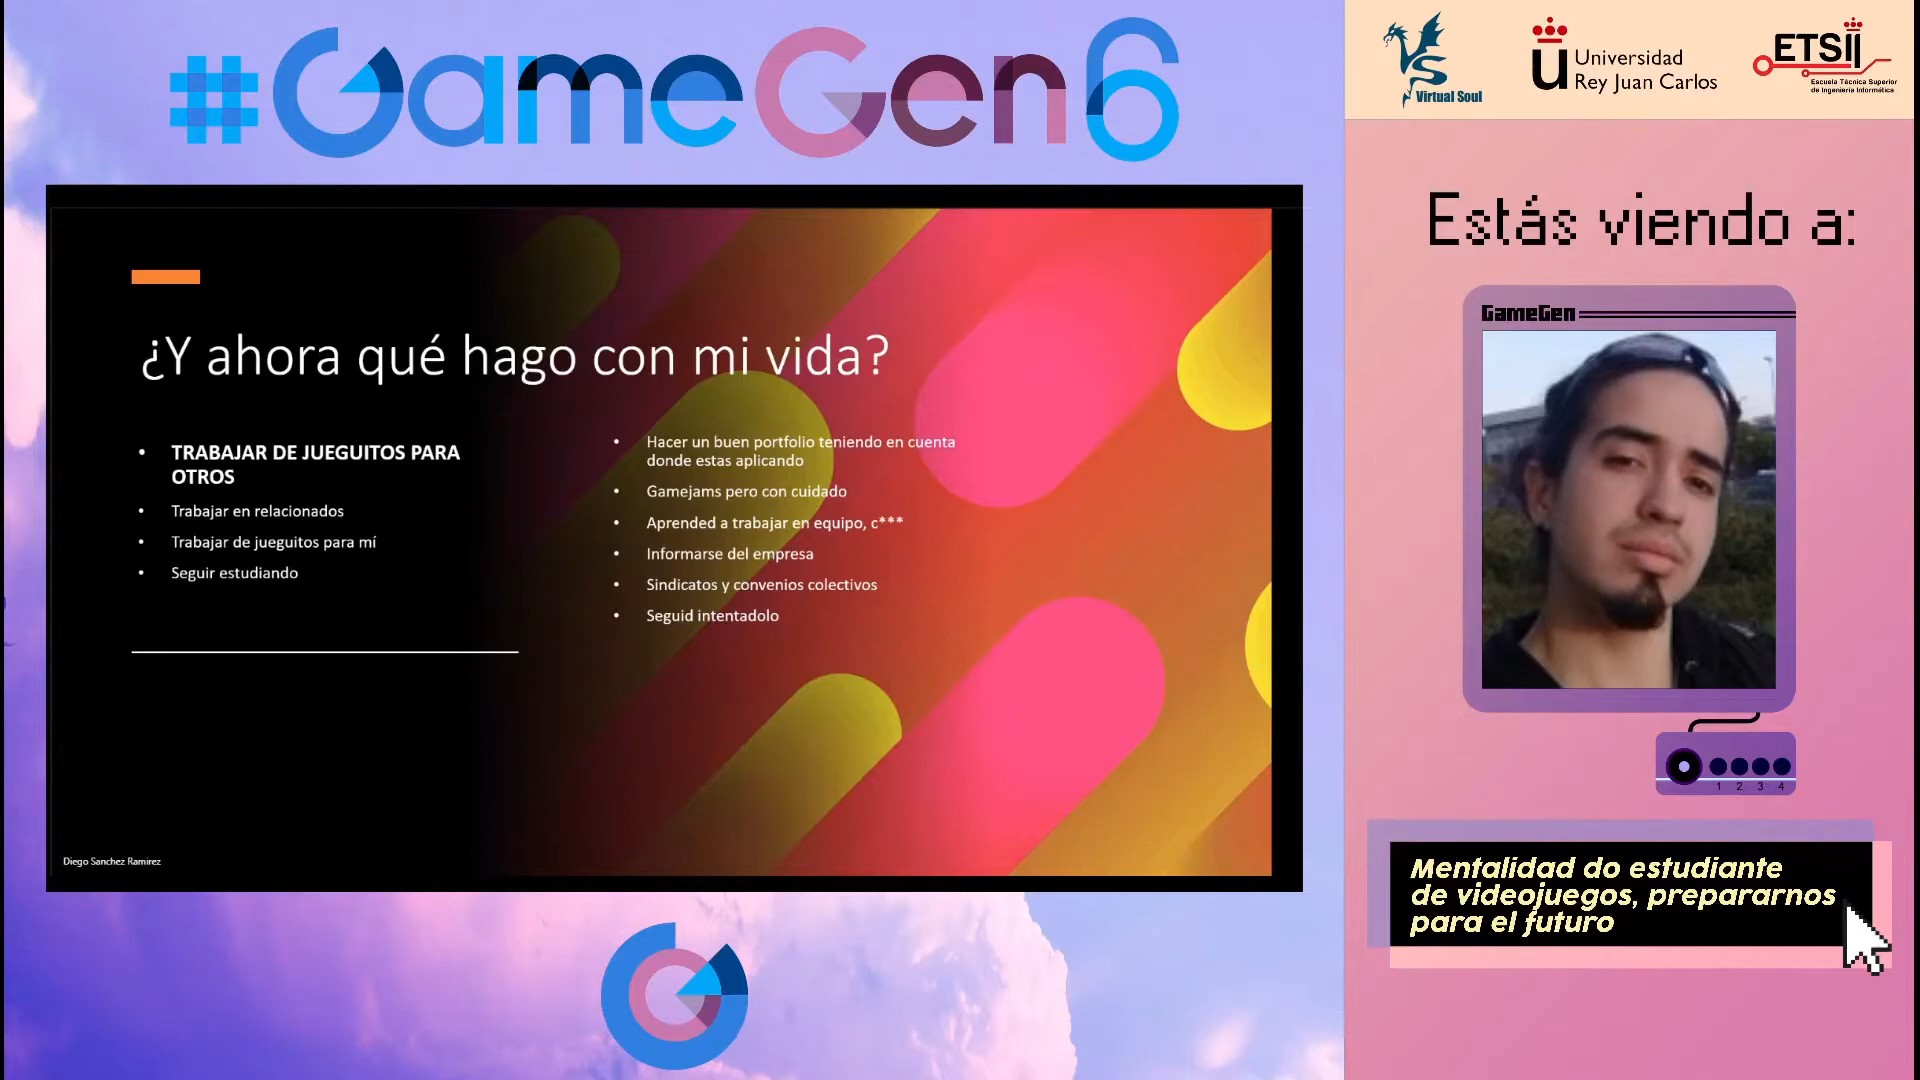 #GameGen6
Virtual Soul
Universidad
Rey Juan Carlos
ETSII
Escuela Técnica Superior
de Ingeniería Informática
¿Y ahora qué hago con mi vida?
• TRABAJAR DE JUEGUITOS PARA
OTROS
• Trabajar en relacionados
• Trabajar de jueguitos para mí
• Seguir estudiando
• Hacer un buen portfolio teniendo en cuenta
donde estas aplicando
• Gamejams pero con cuidado
• Aprended a trabajar en equipo, c***
• Informarse del empresa
• Sindicatos y convenios colectivos
• Seguid intentadolo
Diego Sanchez Ramirez
Estás viendo a:
GameGen
1 2 3 4
Mentalidad do estudiante
de videojuegos, prepararnos
para el futuro